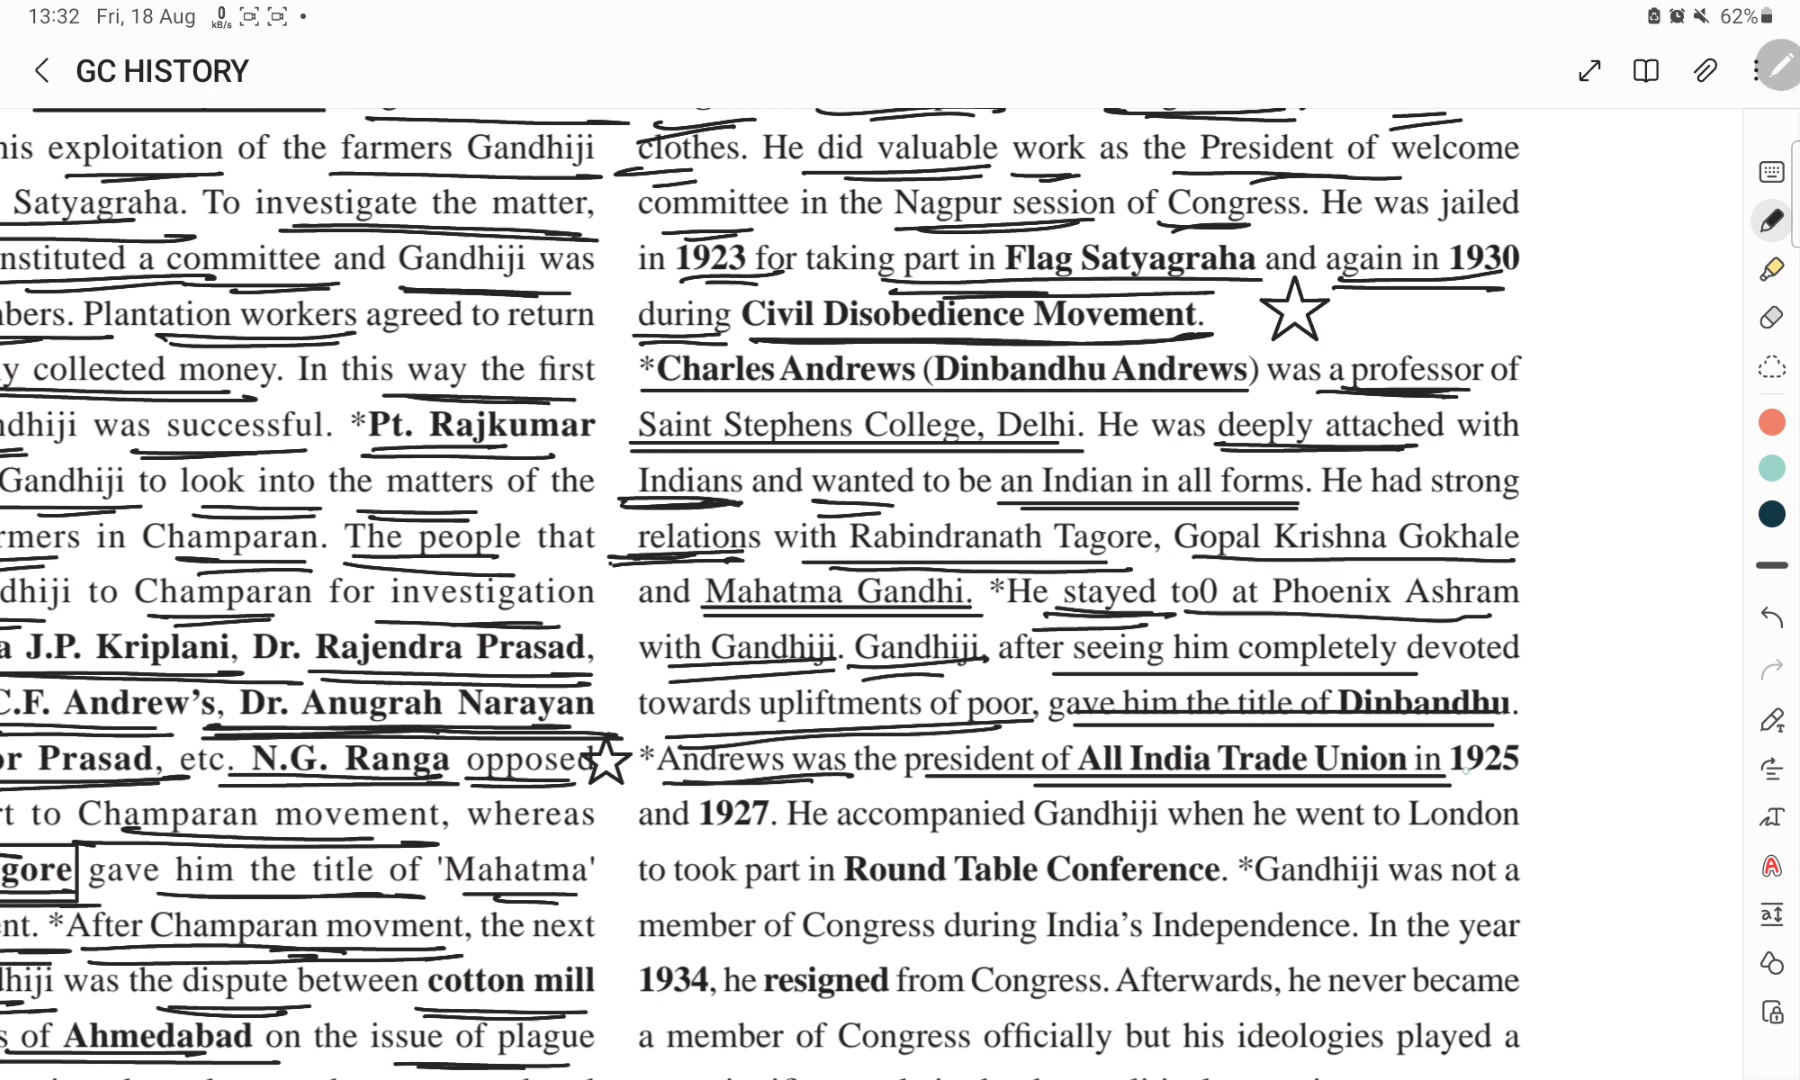 13:32 Fri, 18 Aug 0 kB/s 62%
GC HISTORY
his exploitation of the farmers Gandhiji
Satyagraha. To investigate the matter,
nstituted a committee and Gandhiji was
nbers. Plantation workers agreed to return
y collected money. In this way the first
ndhiji was successful. *Pt. Rajkumar
Gandhiji to look into the matters of the
rmers in Champaran. The people that
dhiji to Champaran for investigation
a J.P. Kriplani, Dr. Rajendra Prasad,
C.F. Andrew's, Dr. Anugrah Narayan
or Prasad, etc. N.G. Ranga opposed
rt to Champaran movement, whereas
gore gave him the title of 'Mahatma'
ent. *After Champaran movment, the next
dhiji was the dispute between cotton mill
s of Ahmedabad on the issue of plague
clothes. He did valuable work as the President of welcome
committee in the Nagpur session of Congress. He was jailed
in 1923 for taking part in Flag Satyagraha and again in 1930
during Civil Disobedience Movement.
*Charles Andrews (Dinbandhu Andrews) was a professor of
Saint Stephens College, Delhi. He was deeply attached with
Indians and wanted to be an Indian in all forms. He had strong
relations with Rabindranath Tagore, Gopal Krishna Gokhale
and Mahatma Gandhi. *He stayed to0 at Phoenix Ashram
with Gandhiji. Gandhiji, after seeing him completely devoted
towards upliftments of poor, gave him the title of Dinbandhu.
*Andrews was the president of All India Trade Union in 1925
and 1927. He accompanied Gandhiji when he went to London
to took part in Round Table Conference. *Gandhiji was not a
member of Congress during India's Independence. In the year
1934, he resigned from Congress. Afterwards, he never became
a member of Congress officially but his ideologies played a